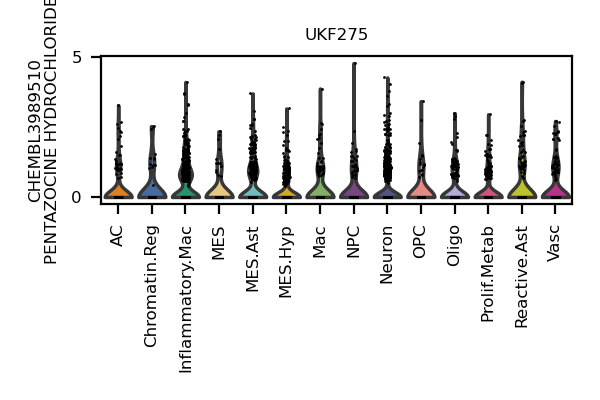 UKF275
CHEMBL3989510
PENTAZOCINE HYDROCHLORIDE
5
0
AC
Chromatin.Reg
Inflammatory.Mac
MES
MES.Ast
MES.Hyp
Mac
NPC
Neuron
OPC
Oligo
Prolif.Metab
Reactive.Ast
Vasc